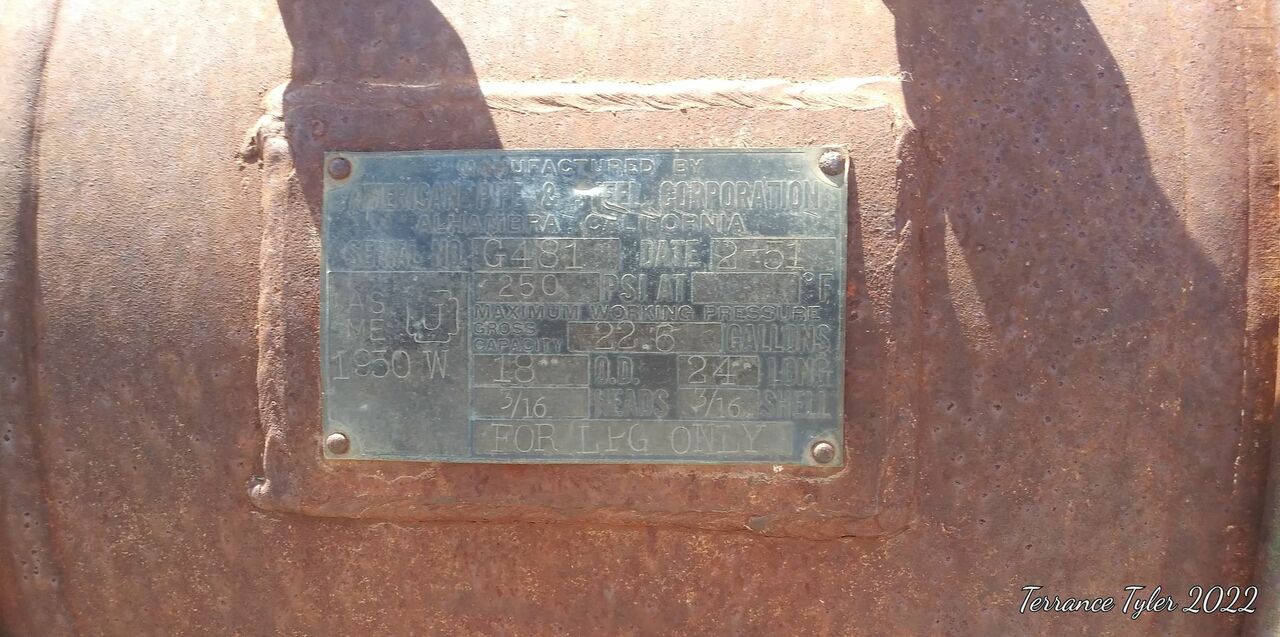 MANUFACTURED BY
AMERICAN PIPE & STEEL CORPORATION
ALHAMBRA, CALIFORNIA
SERIAL NO. G481 DATE 2-51
250 PSI AT °F
MAXIMUM WORKING PRESSURE
GROSS CAPACITY 22.6 GALLONS
AS ME U
1950 W
18" O.D. 24" LONG
3/16 HEADS 3/16 SHELL
FOR LPG ONLY
Terrance Tyler 2022